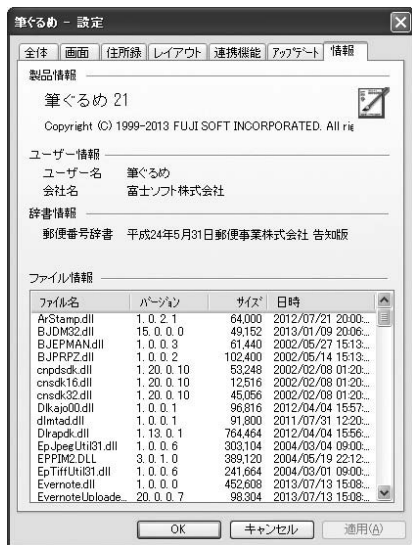 筆ぐるめ - 設定
全体 画面 住所録 レイアウト 連携機能 アップデート 情報
製品情報
筆ぐるめ 21
Copyright (C) 1999-2013 FUJI SOFT INCORPORATED. All rig
ユーザー情報
ユーザー名 筆ぐるめ
会社名 富士ソフト株式会社
辞書情報
郵便番号辞書 平成24年5月31日郵便事業株式会社 告知版
ファイル情報
ファイル名 バージョン サイズ 日時
ArStamp.dll 1. 0. 2. 1 64,000 2012/07/21 20:00:...
BJDM32.dll 15. 0. 0. 0 49,152 2013/01/09 20:06:...
BJEPMAN.dll 1. 0. 0. 3 61,440 2002/05/27 15:13:...
BJPRPZ.dll 1. 0. 0. 2 102,400 2002/05/14 15:13:...
cnpdsdk.dll 1. 20. 0. 10 53,248 2002/02/08 01:20:...
cnsdk16.dll 1. 20. 0. 10 12,516 2002/02/08 01:20:...
cnsdk32.dll 1. 20. 0. 10 45,056 2002/02/08 01:20:...
Dlkajo00.dll 1. 0. 0. 1 96,816 2012/04/04 15:57:...
dlmtad.dll 1. 0. 0. 1 91,800 2011/07/31 12:20:...
Dlrapdk.dll 1. 13. 0. 1 764,464 2012/04/04 15:56:...
EpJpegUtil31.dll 1. 0. 0. 6 303,104 2004/03/04 09:00:...
EPPIM2.DLL 3. 0. 1. 0 389,120 2004/05/19 22:12:...
EpTiffUtil31.dll 1. 0. 0. 6 241,664 2004/03/01 09:00:...
Evernote.dll 1. 0. 0. 0 452,608 2013/07/13 15:08:...
EvernoteUploade... 20. 0. 0. 7 98,304 2013/07/13 15:08:...
OK キャンセル 適用(A)